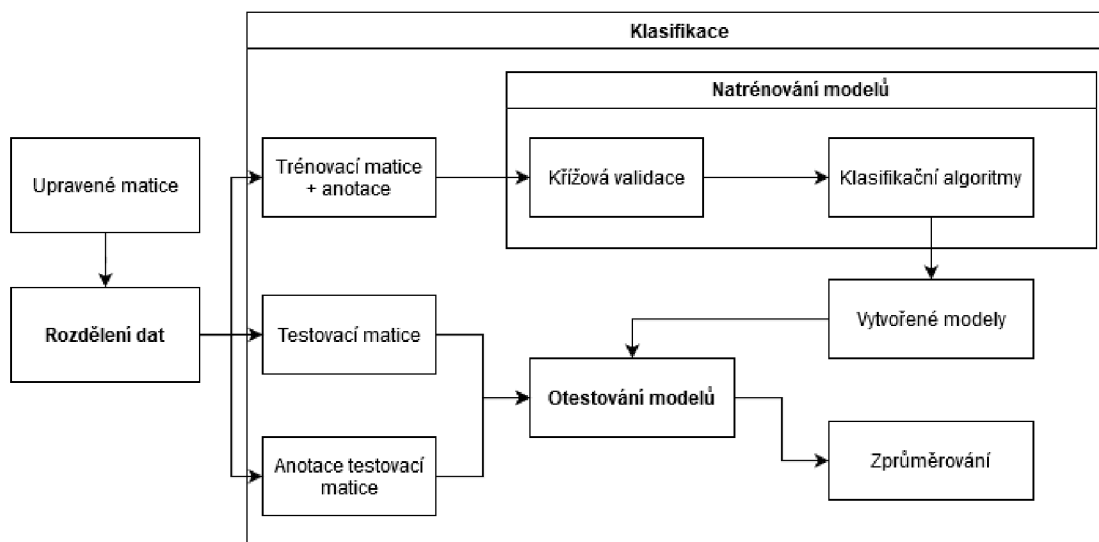 Klasifikace
Natrénování modelů
Upravené matice
Trénovací matice
+ anotace
Křížová validace
Klasifikační algoritmy
Rozdělení dat
Testovací matice
Vytvořené modely
Otestování modelů
Anotace testovací
matice
Zprůměrování